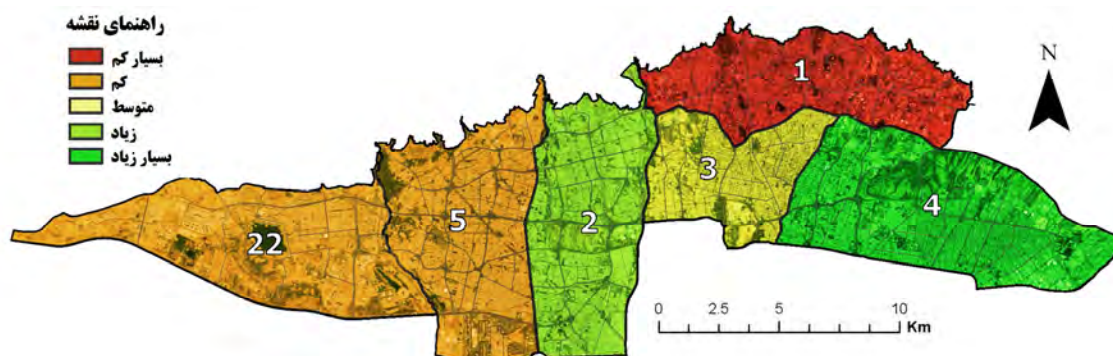 راهنمای نقشه
بسیار کم
کم
متوسط
زیاد
بسیار زیاد
N
1
3
4
2
5
22
0 2.5 5 10
Km